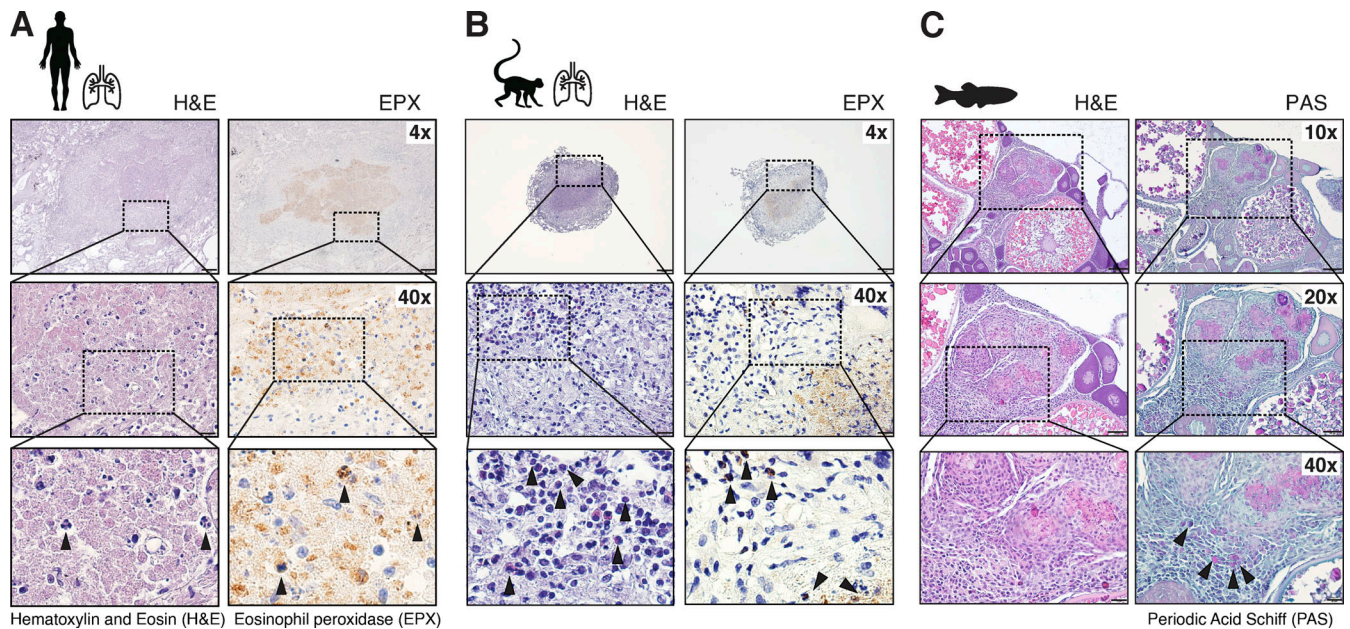 A
H&E
EPX
4x
40x
Hematoxylin and Eosin (H&E)
Eosinophil peroxidase (EPX)
B
H&E
EPX
4x
40x
C
H&E
PAS
10x
20x
40x
Periodic Acid Schiff (PAS)